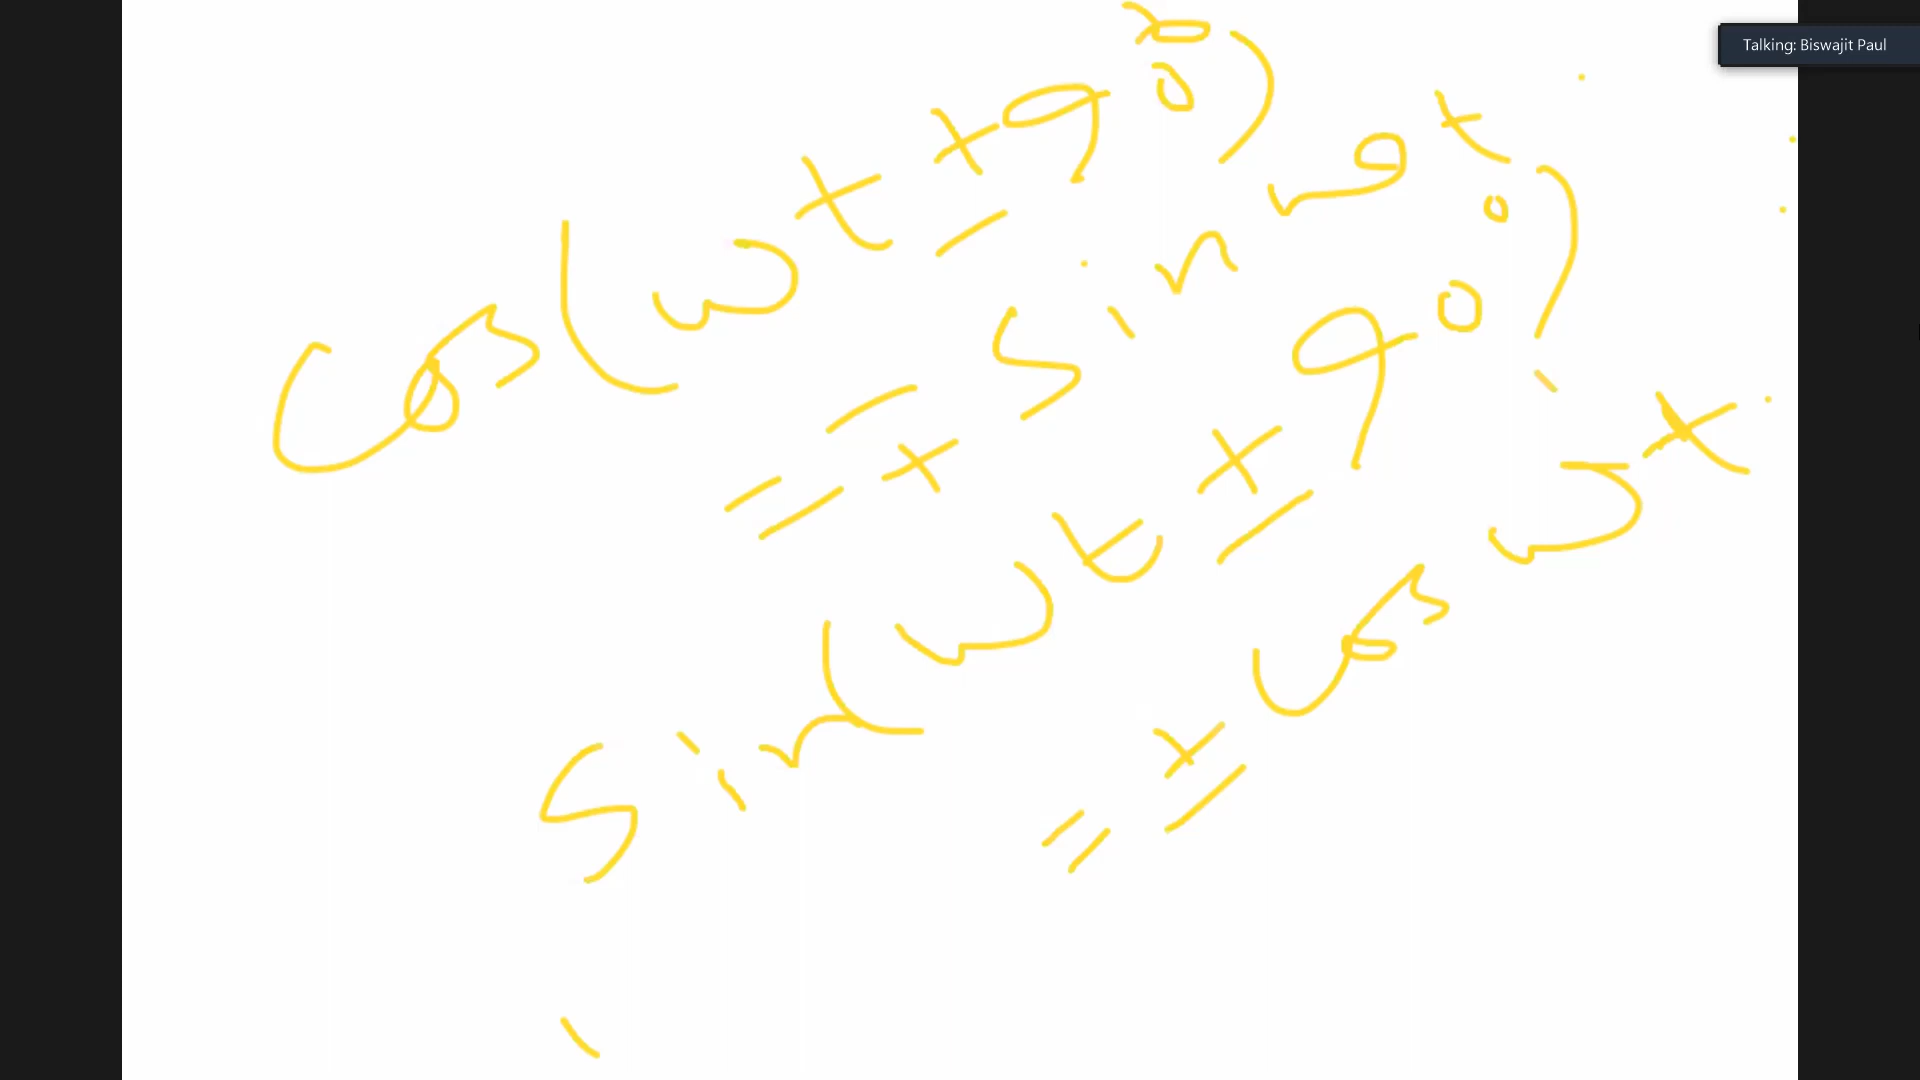 Talking: Biswajit Paul
cos(ωt ± 90°)
= ∓ sin ωt
sin(ωt ± 90°)
= ± cos ωt